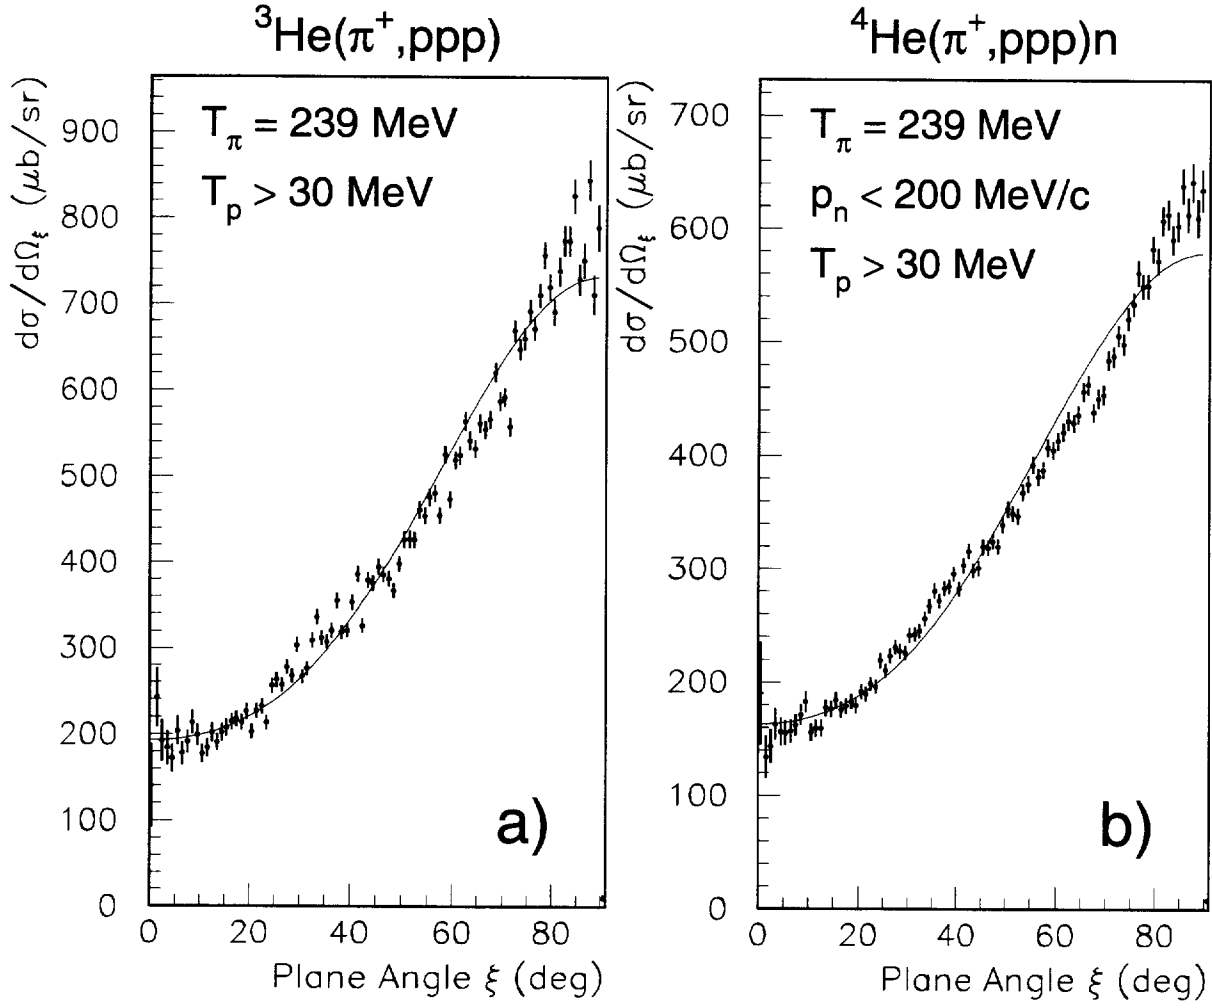 ³He(π⁺,ppp)
dσ/dΩ_ξ (μb/sr)
T_π = 239 MeV
T_p > 30 MeV
900
800
700
600
500
400
300
200
100
0
a)
0 20 40 60 80
Plane Angle ξ (deg)
⁴He(π⁺,ppp)n
dσ/dΩ_ξ (μb/sr)
T_π = 239 MeV
p_n < 200 MeV/c
T_p > 30 MeV
700
600
500
400
300
200
100
0
b)
0 20 40 60 80
Plane Angle ξ (deg)